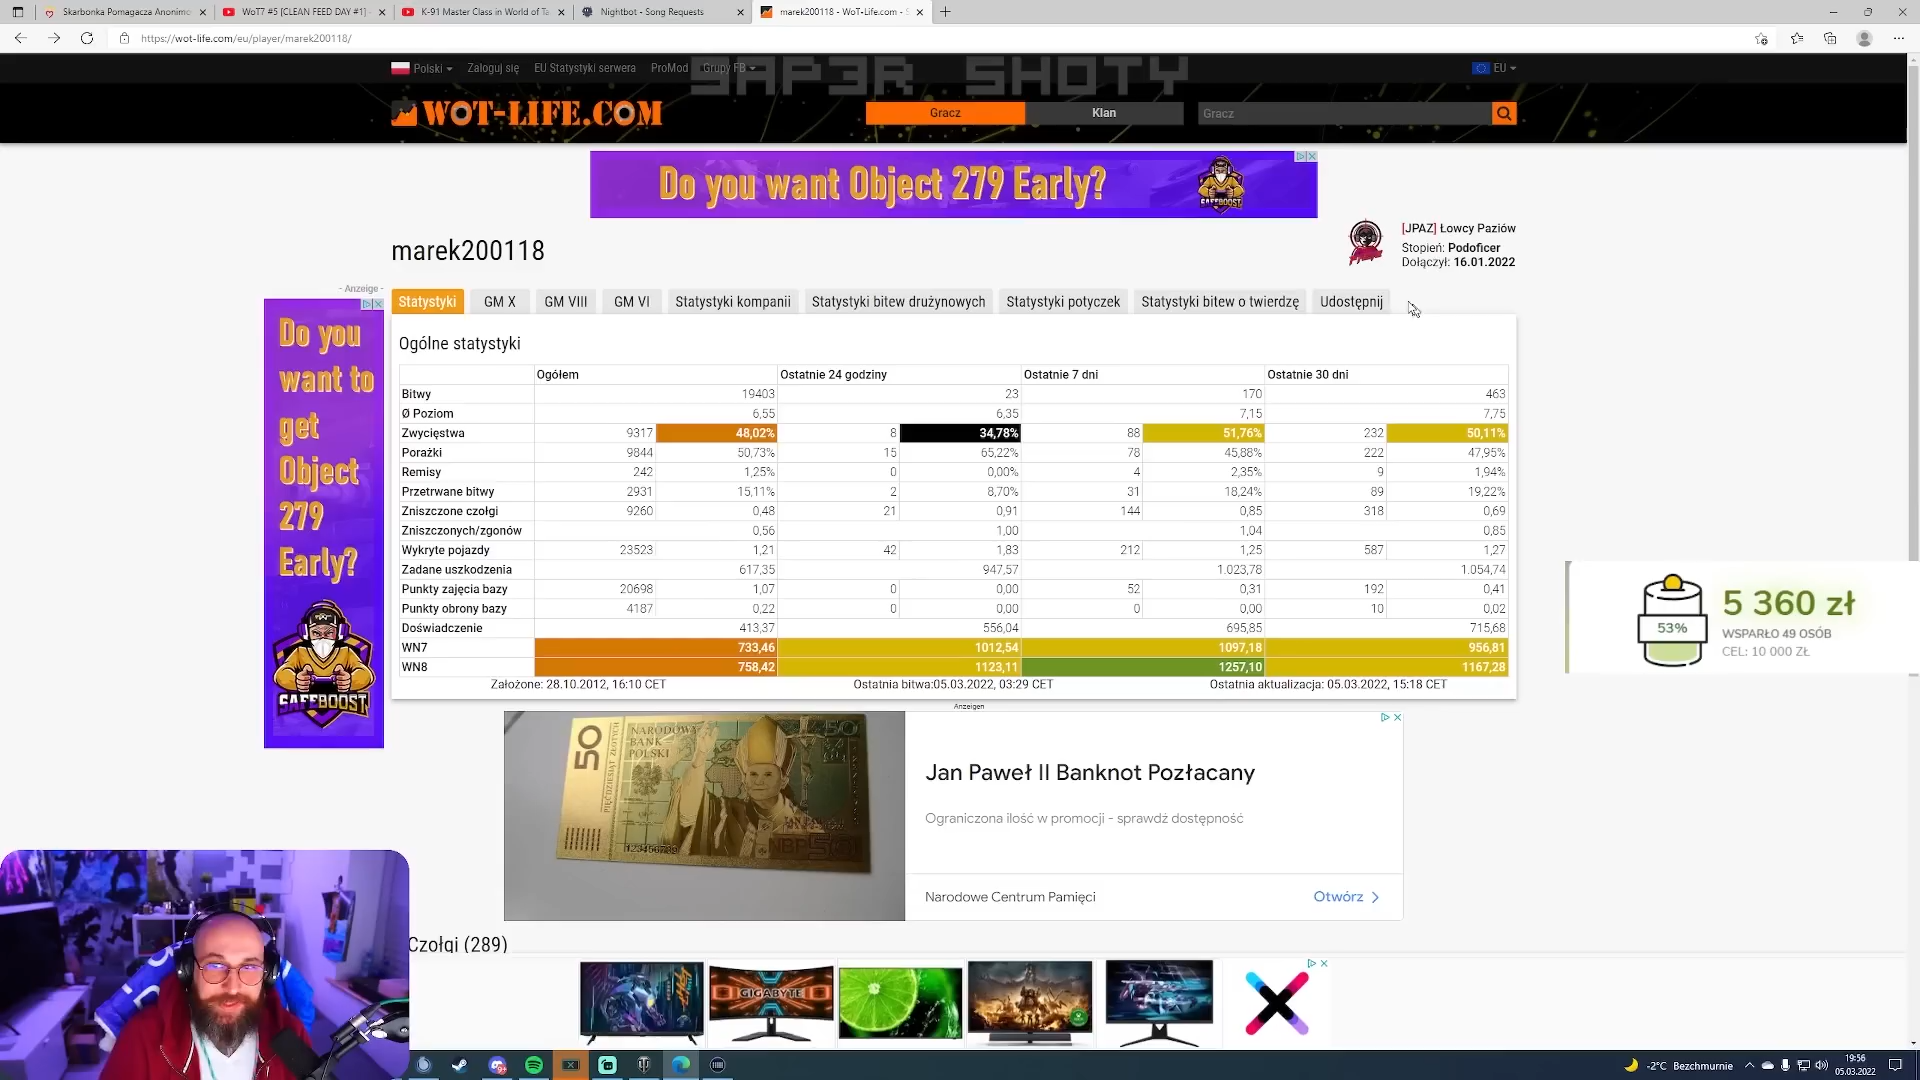 Skarbonka Pomagacza Anonimo
WoT7 #5 [CLEAN FEED DAY #1]
K-91 Master Class in World of Ta
Nightbot - Song Requests
marek200118 - WoT-Life.com - S
https://wot-life.com/eu/player/marek200118/
Polski
Zaloguj się
EU Statystyki serwera
ProMod
Grupy FB
SAP3R SHOTY
EU
WOT-LIFE.COM
Gracz
Klan
Gracz
Do you want Object 279 Early?
SAFEBOOST
marek200118
[JPAZ] Łowcy Paziów
Stopień: Podoficer
Dołączył: 16.01.2022
- Anzeige -
Do you
want to
get
Object
279
Early?
SAFEBOOST
Statystyki
GM X
GM VIII
GM VI
Statystyki kompanii
Statystyki bitew drużynowych
Statystyki potyczek
Statystyki bitew o twierdzę
Udostępnij
Ogólne statystyki
Ogółem Ostatnie 24 godziny Ostatnie 7 dni Ostatnie 30 dni
Bitwy 19403 23 170 463
Ø Poziom 6,55 6,35 7,15 7,75
Zwycięstwa 9317 48,02% 8 34,78% 88 51,76% 232 50,11%
Porażki 9844 50,73% 15 65,22% 78 45,88% 222 47,95%
Remisy 242 1,25% 0 0,00% 4 2,35% 9 1,94%
Przetrwane bitwy 2931 15,11% 2 8,70% 31 18,24% 89 19,22%
Zniszczone czołgi 9260 0,48 21 0,91 144 0,85 318 0,69
Zniszczonych/zgonów 0,56 1,00 1,04 0,85
Wykryte pojazdy 23523 1,21 42 1,83 212 1,25 587 1,27
Zadane uszkodzenia 617,35 947,57 1.023,78 1.054,74
Punkty zajęcia bazy 20698 1,07 0 0,00 52 0,31 192 0,41
Punkty obrony bazy 4187 0,22 0 0,00 0 0,00 10 0,02
Doświadczenie 413,37 556,04 695,85 715,68
WN7 733,46 1012,54 1097,18 956,81
WN8 758,42 1123,11 1257,10 1167,28
Założone: 28.10.2012, 16:10 CET
Ostatnia bitwa:05.03.2022, 03:29 CET
Ostatnia aktualizacja: 05.03.2022, 15:18 CET
53%
5 360 zł
WSPARŁO 49 OSÓB
CEL: 10 000 ZŁ
Anzeigen
50
NARODOWY
BANK
POLSKI
50
123456789
NBP 50
Jan Paweł II Banknot Pozłacany
Ograniczona ilość w promocji - sprawdź dostępność
Narodowe Centrum Pamięci
Otwórz
Czołgi (289)
GIGABYTE
-2°C Bezchmurnie
19:56
05.03.2022